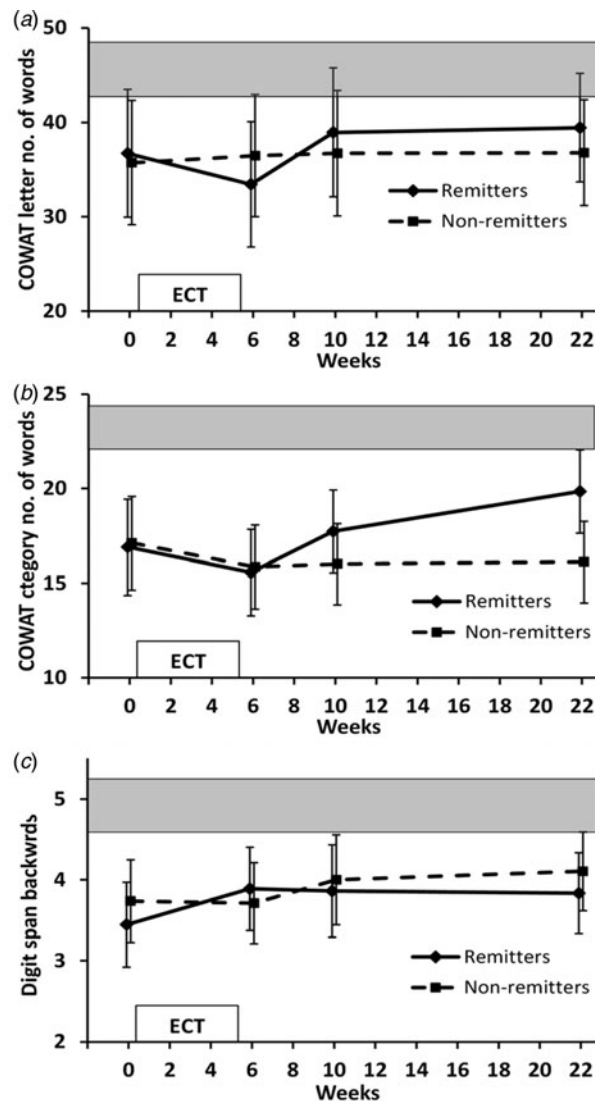 (a)
50
40
30
20
COWAT letter no. of words
Remitters
Non-remitters
ECT
0 2 4 6 8 10 12 14 16 18 20 22
Weeks
(b)
25
20
15
10
COWAT ctegory no. of words
Remitters
Non-remitters
ECT
0 2 4 6 8 10 12 14 16 18 20 22
Weeks
(c)
5
4
3
2
Digit span backwrds
Remitters
Non-remitters
ECT
0 2 4 6 8 10 12 14 16 18 20 22
Weeks